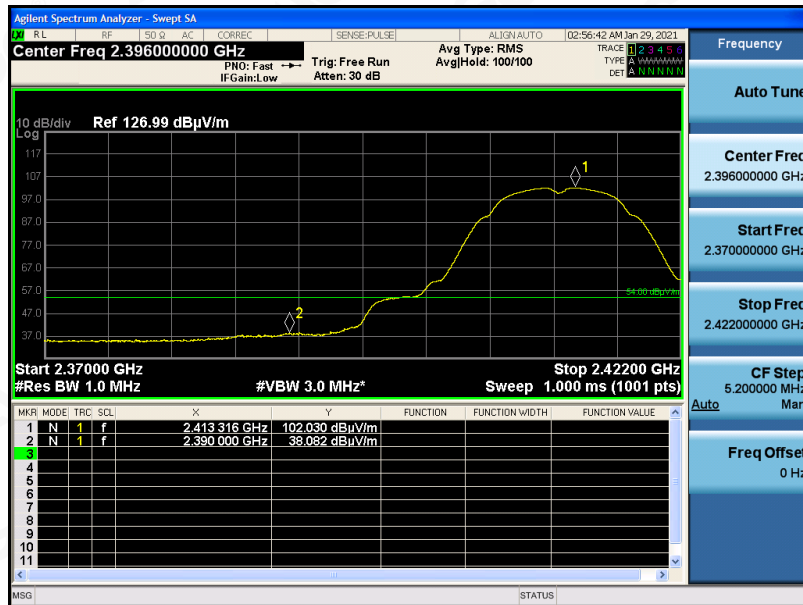 Agilent Spectrum Analyzer - Swept SA
LXI RL RF 50 Ω AC CORREC SENSE:PULSE ALIGN AUTO 02:56:42 AM Jan 29, 2021
Center Freq 2.396000000 GHz
PNO: Fast
IFGain:Low
Trig: Free Run
Atten: 30 dB
Avg Type: RMS
Avg|Hold: 100/100
TRACE 1 2 3 4 5 6
TYPE A WWWWW
DET A N N N N N
10 dB/div Ref 126.99 dBµV/m
Log
117
107
97.0
87.0
77.0
67.0
57.0
47.0
37.0
1
2
54.00 dBµV/m
Start 2.37000 GHz Stop 2.42200 GHz
#Res BW 1.0 MHz #VBW 3.0 MHz* Sweep 1.000 ms (1001 pts)
MKR MODE TRC SCL X Y FUNCTION FUNCTION WIDTH FUNCTION VALUE
1 N 1 f 2.413 316 GHz 102.030 dBµV/m
2 N 1 f 2.390 000 GHz 38.082 dBµV/m
3
4
5
6
7
8
9
10
11
MSG STATUS
Frequency
Auto Tune
Center Freq
2.396000000 GHz
Start Freq
2.370000000 GHz
Stop Freq
2.422000000 GHz
CF Step
5.200000 MHz
Auto Man
Freq Offset
0 Hz